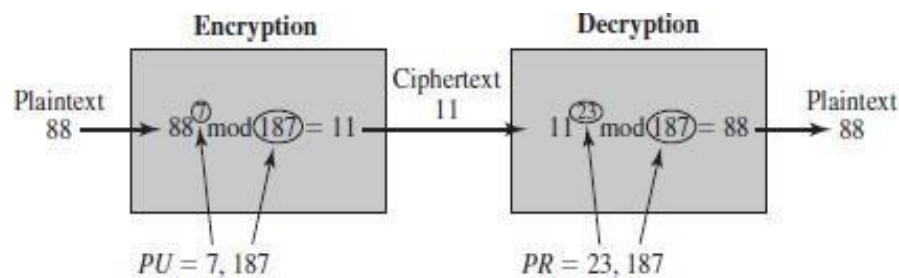 Encryption
Decryption
Plaintext
88
88^7 mod 187 = 11
Ciphertext
11
11^23 mod 187 = 88
Plaintext
88
PU = 7, 187
PR = 23, 187